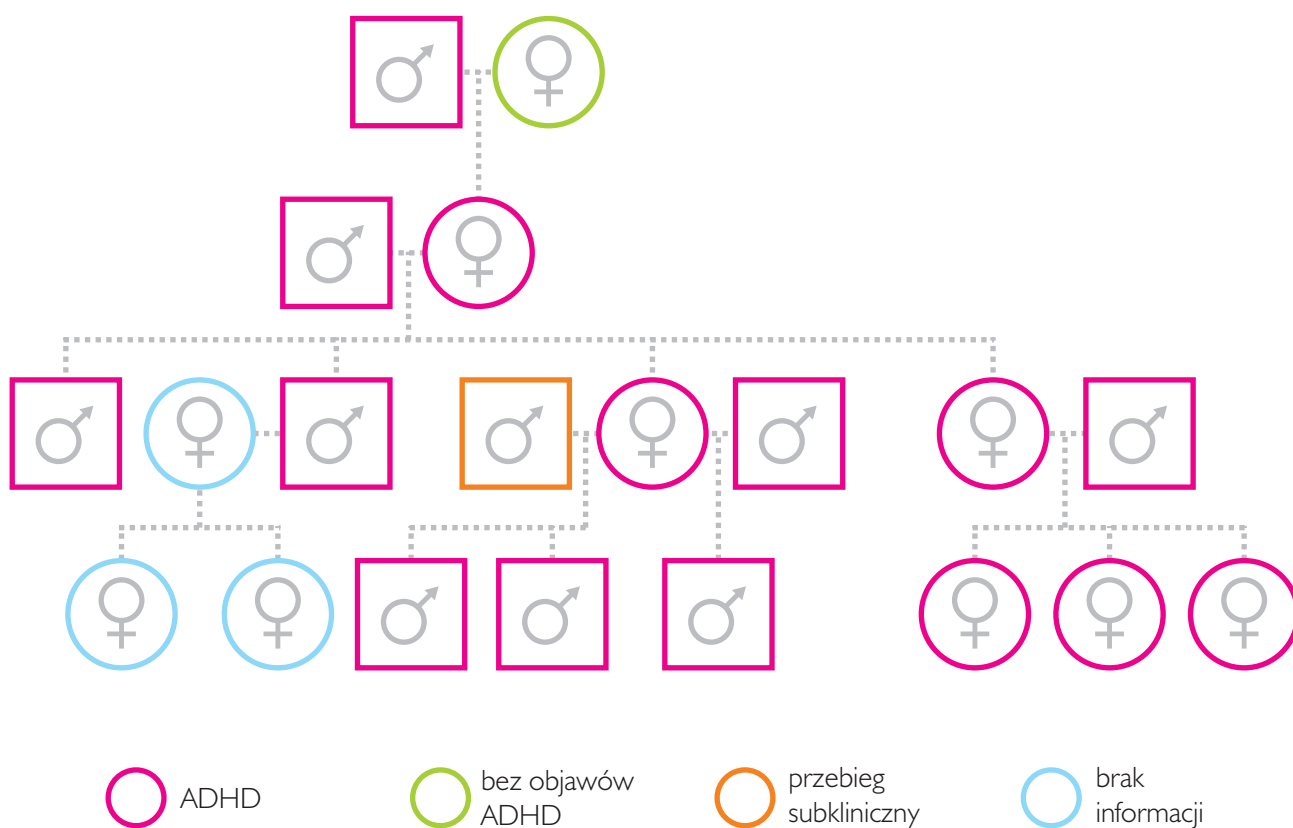 ADHD
bez objawów
ADHD
przebieg
subkliniczny
brak
informacji